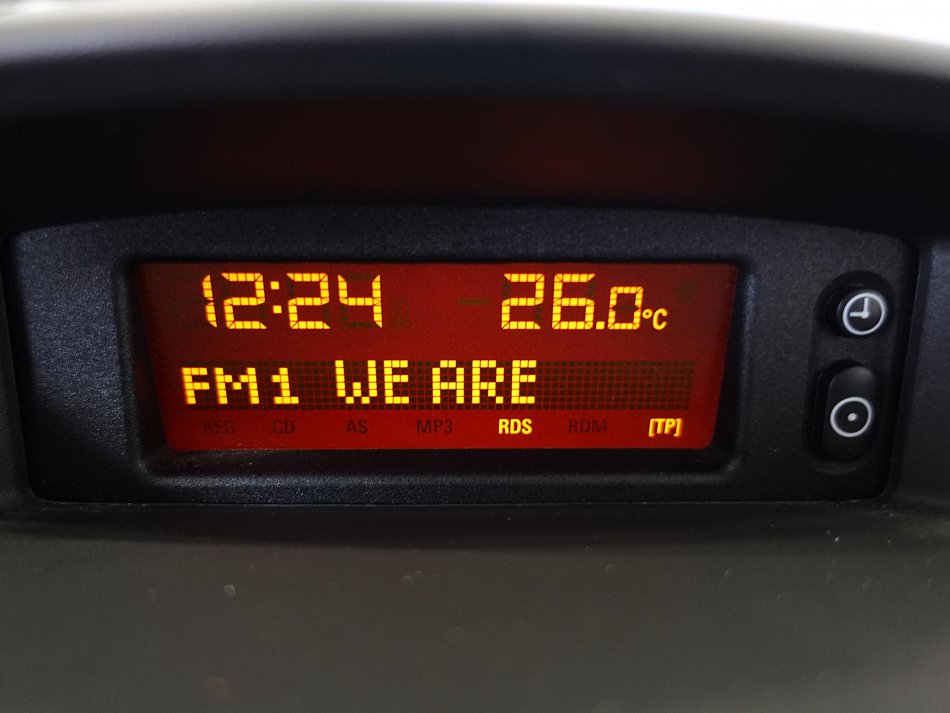 12:24 26.0°C
FM1 WE ARE
REG CD AS MP3 RDS RDM [TP]